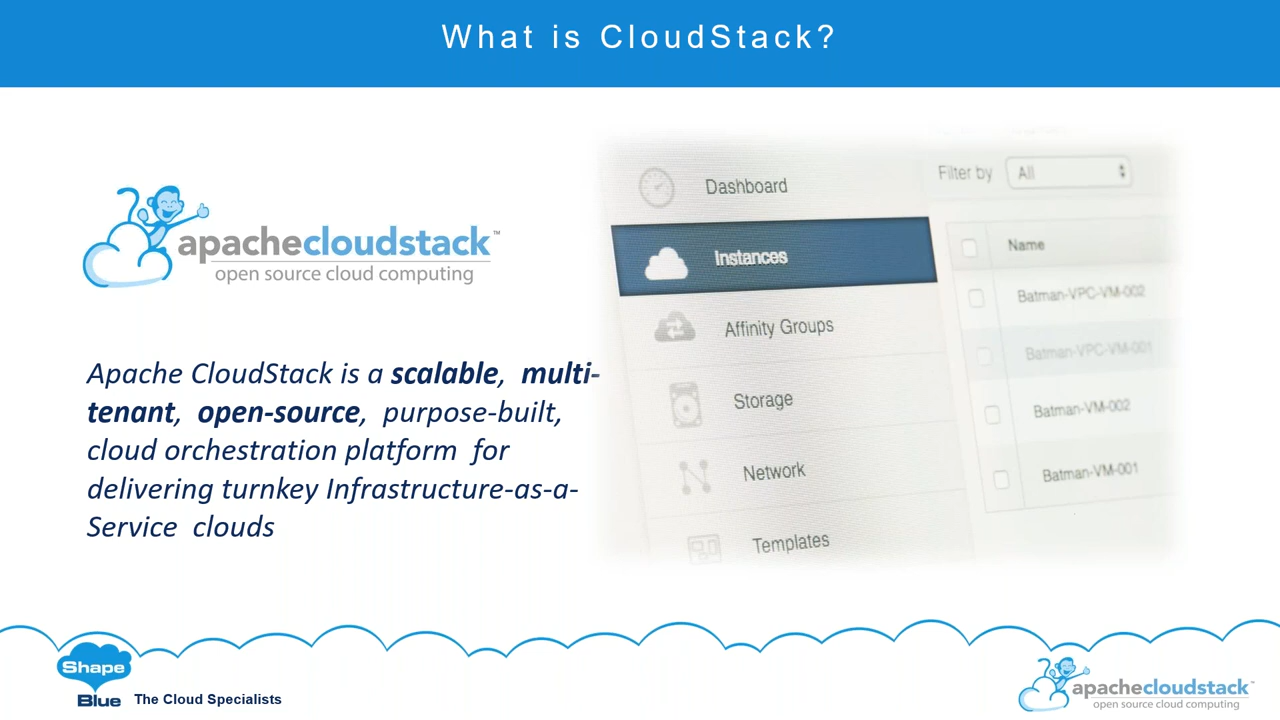 What is CloudStack?
apachecloudstack™
open source cloud computing
Apache CloudStack is a scalable, multi-
tenant, open-source, purpose-built,
cloud orchestration platform for
delivering turnkey Infrastructure-as-a-
Service clouds
Dashboard
Instances
Affinity Groups
Storage
Network
Templates
Filter by All
Name
Batman-VPC-VM-002
Batman-VPC-VM-001
Batman-VM-002
Batman-VM-001
Shape
Blue The Cloud Specialists
apachecloudstack™
open source cloud computing